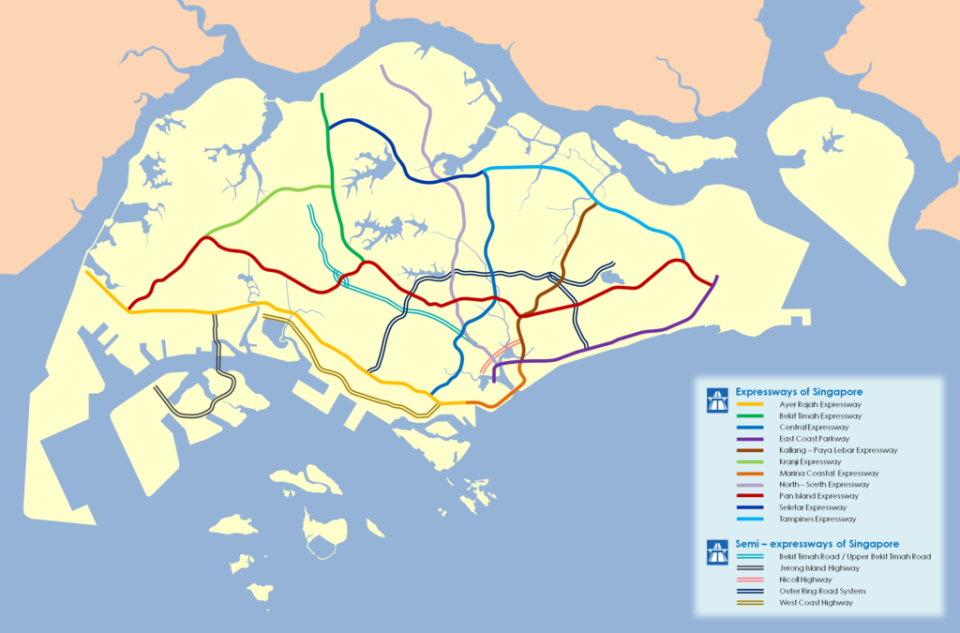 Expressways of Singapore
Ayer Rajah Expressway
Bukit Timah Expressway
Central Expressway
East Coast Parkway
Kallang – Paya Lebar Expressway
Kranji Expressway
Marina Coastal Expressway
North – South Expressway
Pan Island Expressway
Seletar Expressway
Tampines Expressway
Semi – expressways of Singapore
Bukit Timah Road / Upper Bukit Timah Road
Jurong Island Highway
Nicoll Highway
Outer Ring Road System
West Coast Highway